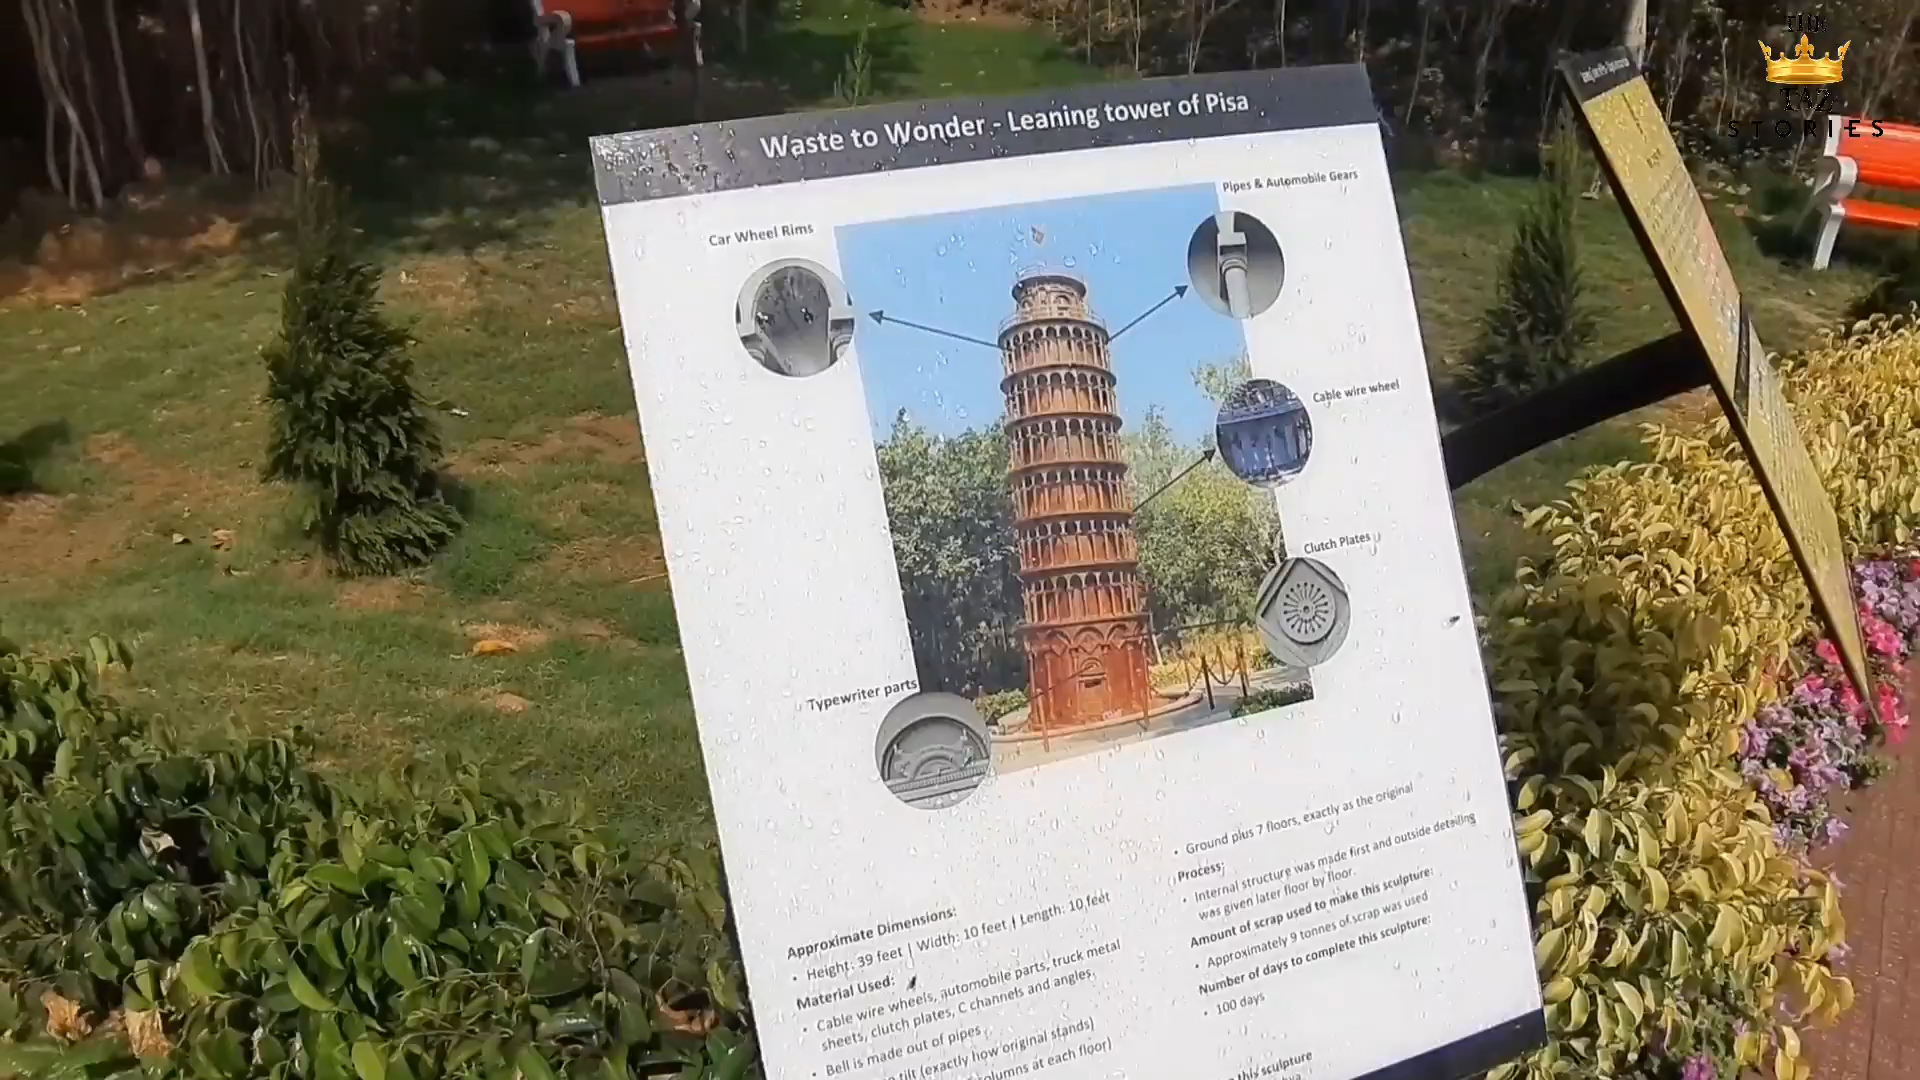 THE
TAZ
STORIES
Waste to Wonder - Leaning tower of Pisa
Pipes & Automobile Gears
Car Wheel Rims
Cable wire wheel
Clutch Plates
Typewriter parts
Approximate Dimensions:
• Height: 39 feet | Width: 10 feet | Length: 10 feet
Material Used:
• Cable wire wheels, automobile parts, truck metal
sheets, clutch plates, C channels and angles.
• Bell is made out of pipes
tilt (exactly how original stands)
columns at each floor)
• Ground plus 7 floors, exactly as the original
Process:
• Internal structure was made first and outside detailing
was given later floor by floor.
Amount of scrap used to make this sculpture:
• Approximately 9 tonnes of scrap was used
Number of days to complete this sculpture:
• 100 days
this sculpture